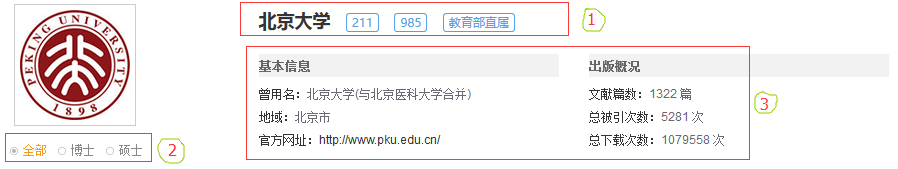 PEKING UNIVERSITY
1898
北京大学 211 985 教育部直属 1
全部 博士 硕士 2
基本信息
曾用名：北京大学(与北京医科大学合并)
地域：北京市
官方网址：http://www.pku.edu.cn/
出版概况
文献篇数：1322 篇
总被引次数：5281 次
总下载次数：1079558 次
3